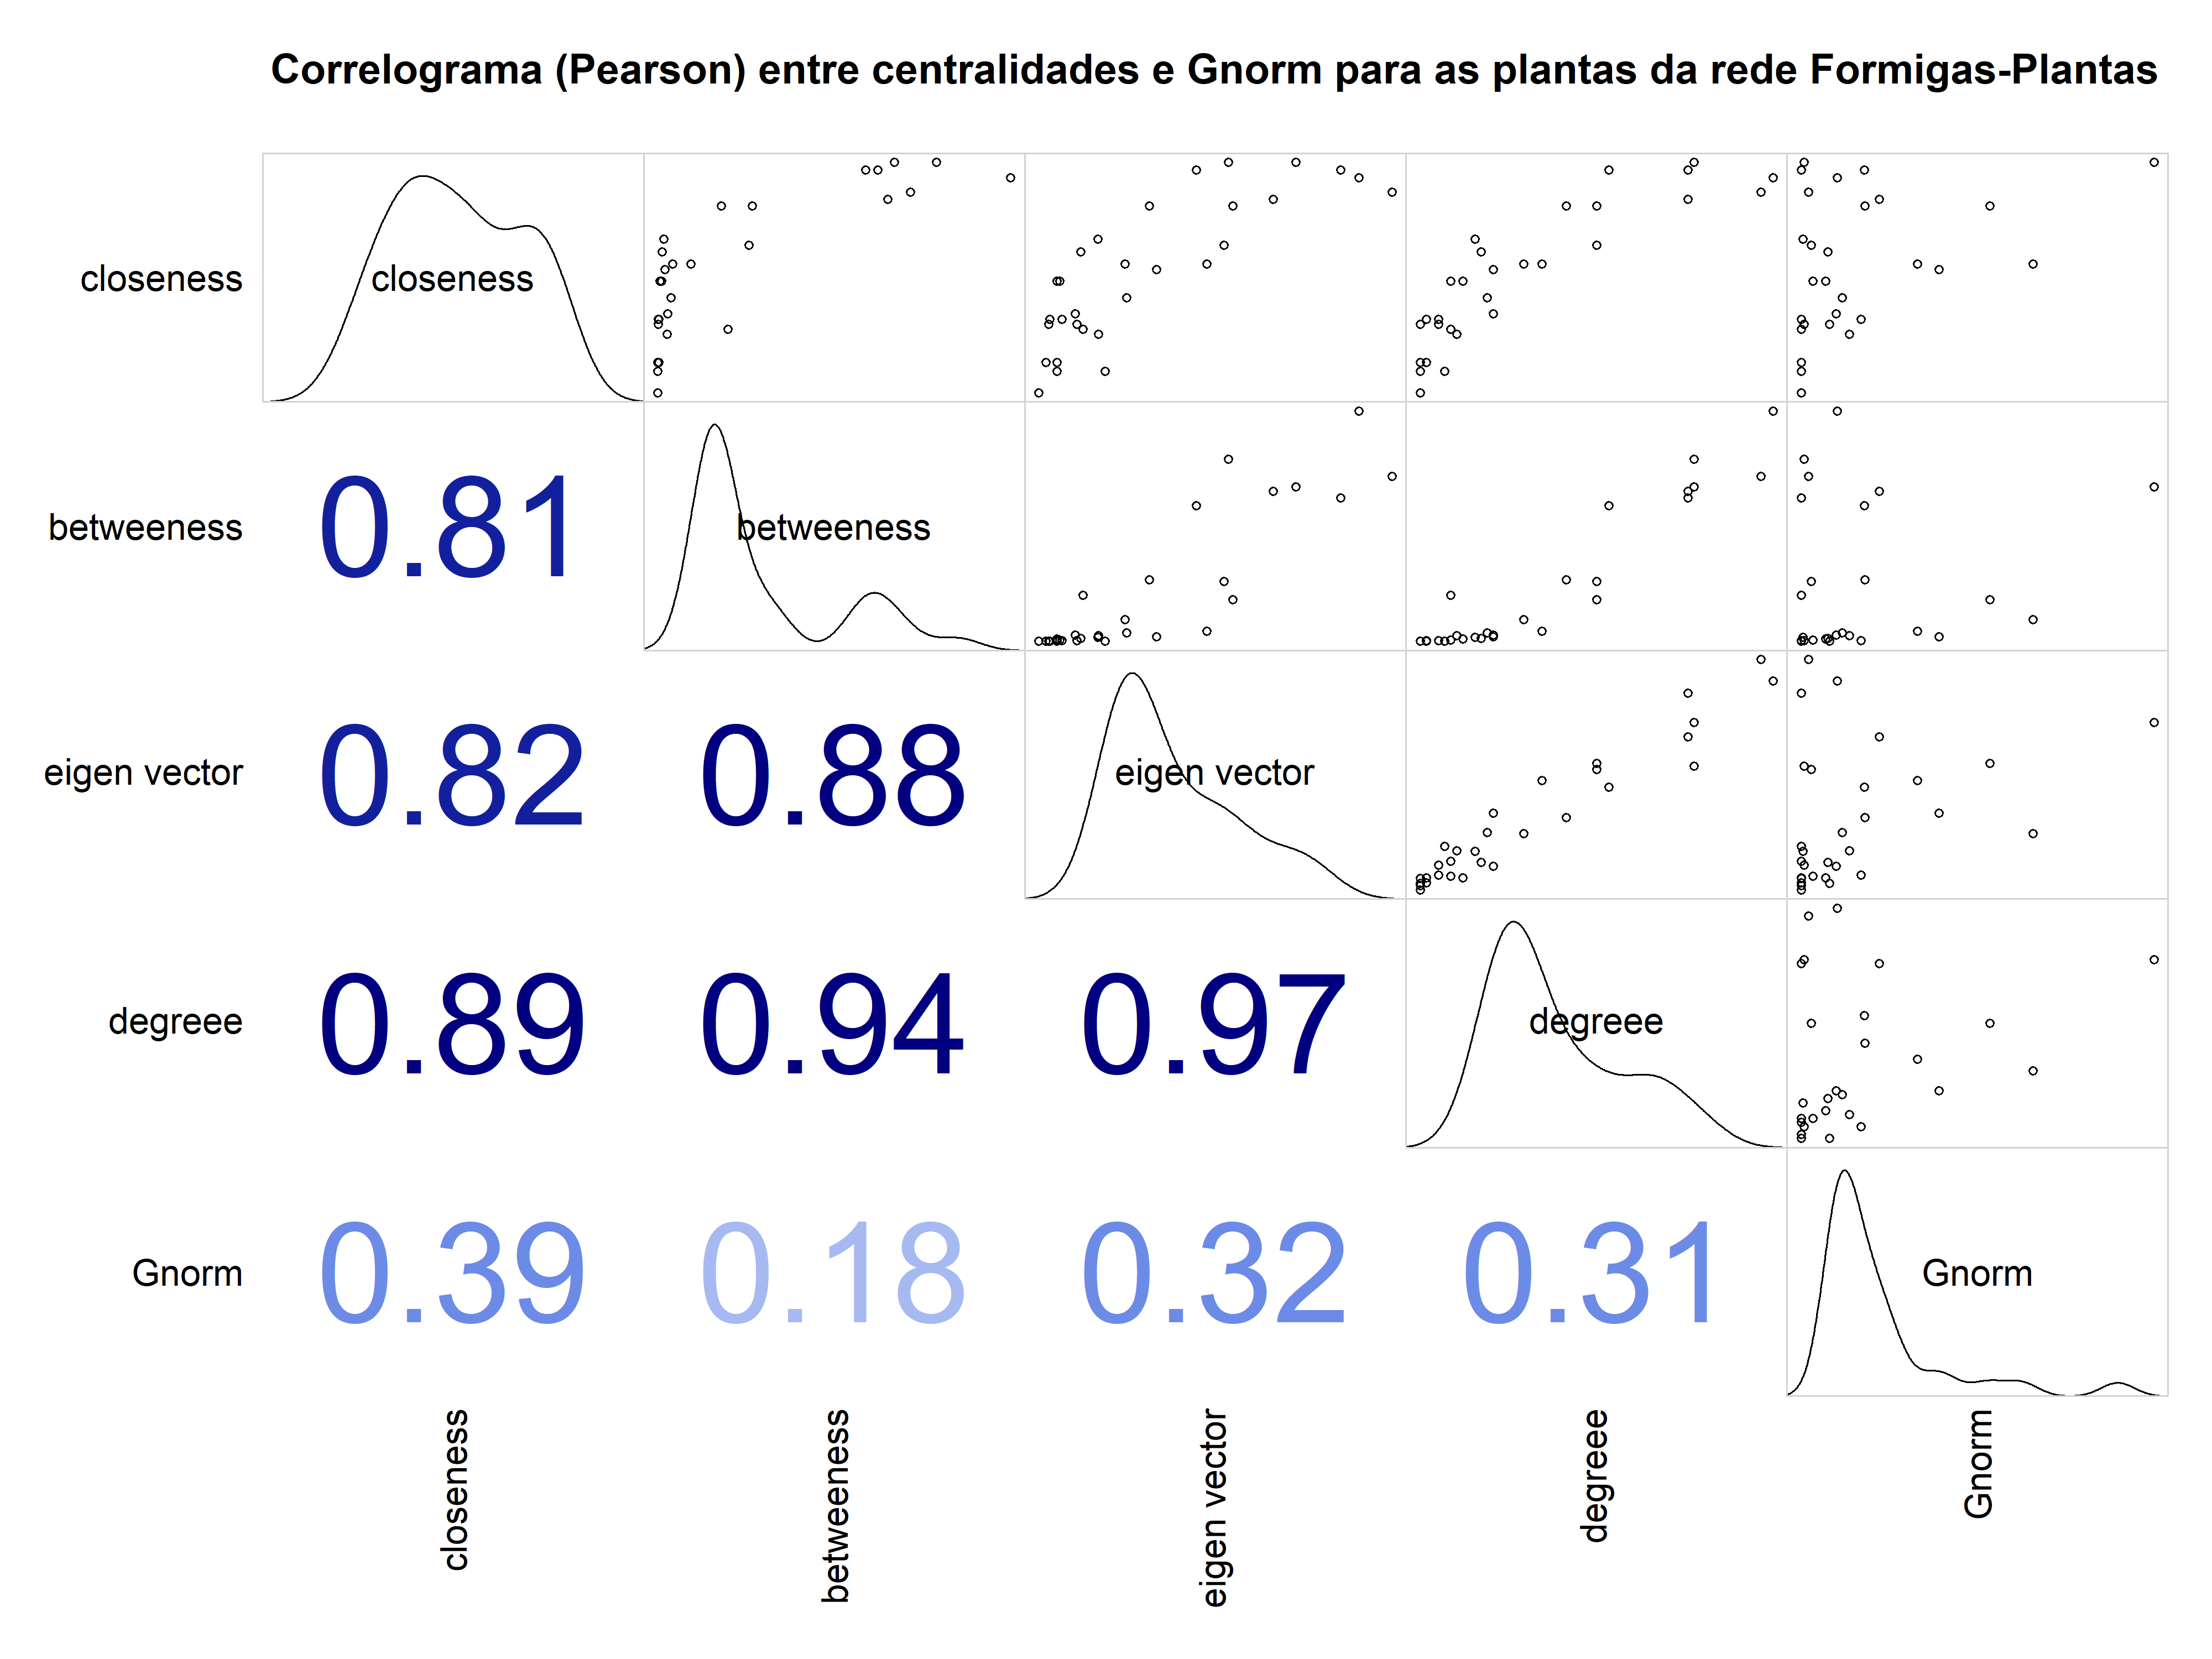 Correlograma (Pearson) entre centralidades e Gnorm para as plantas da rede Formigas-Plantas
closeness closeness
betweeness 0.81 betweeness
eigen vector 0.82 0.88 eigen vector
degreee 0.89 0.94 0.97 degreee
Gnorm 0.39 0.18 0.32 0.31 Gnorm
closeness betweeness eigen vector degreee Gnorm